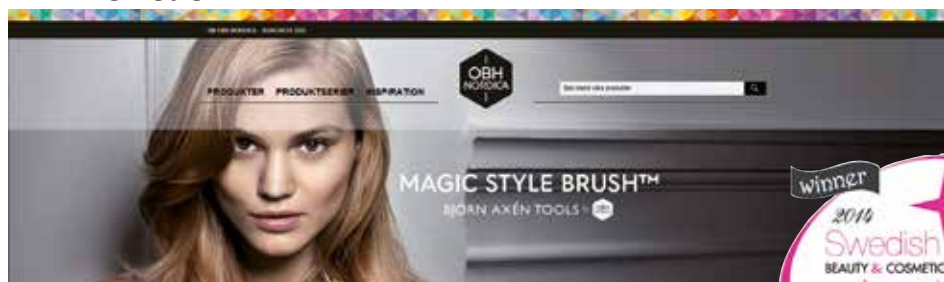 OBH
NORDICA
PRODUKTER PRODUKTSERIER INSPIRATION
MAGIC STYLE BRUSH™
BJÖRN AXÉN TOOLS
winner
2014
Swedish
BEAUTY & COSMETIC